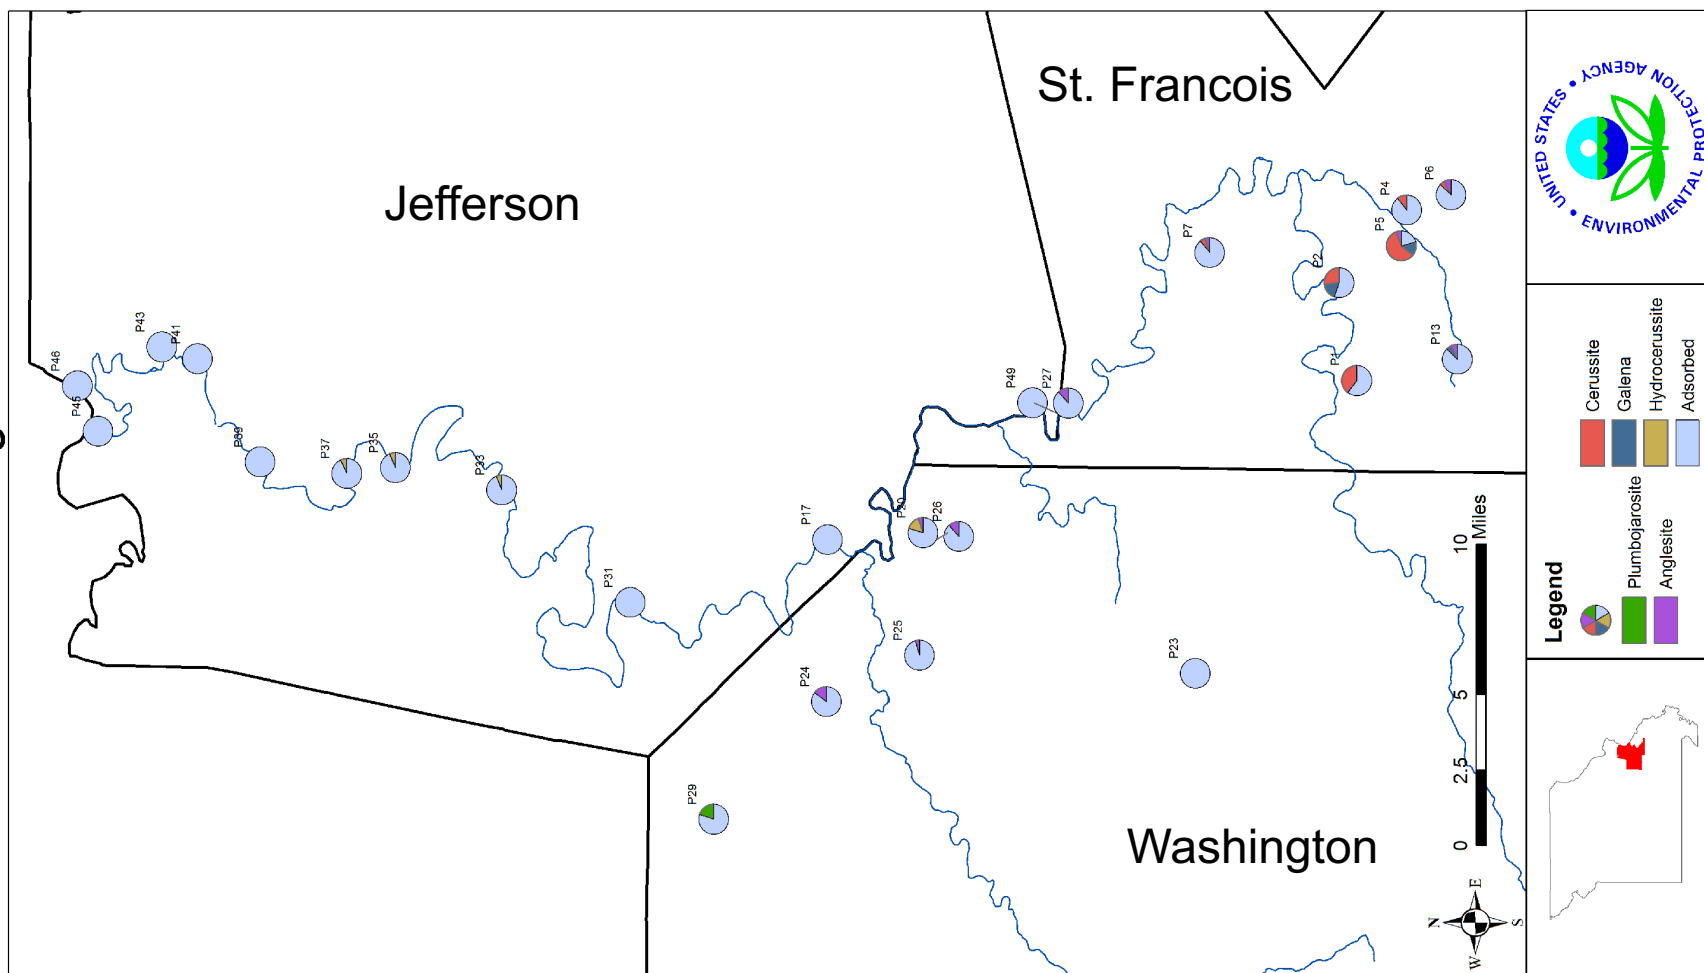 St. Francois
Jefferson
Washington
P46
P45
P43
P41
P39
P37
P35
P33
P31
P17
P20
P26
P25
P24
P29
P23
P49
P27
P7
P2
P1
P5
P4
P6
P13
0 2.5 5 10 Miles
N
W E
S
Legend
Plumbojarosite
Anglesite
Cerussite
Galena
Hydrocerussite
Adsorbed
UNITED STATES • ENVIRONMENTAL PROTECTION AGENCY •